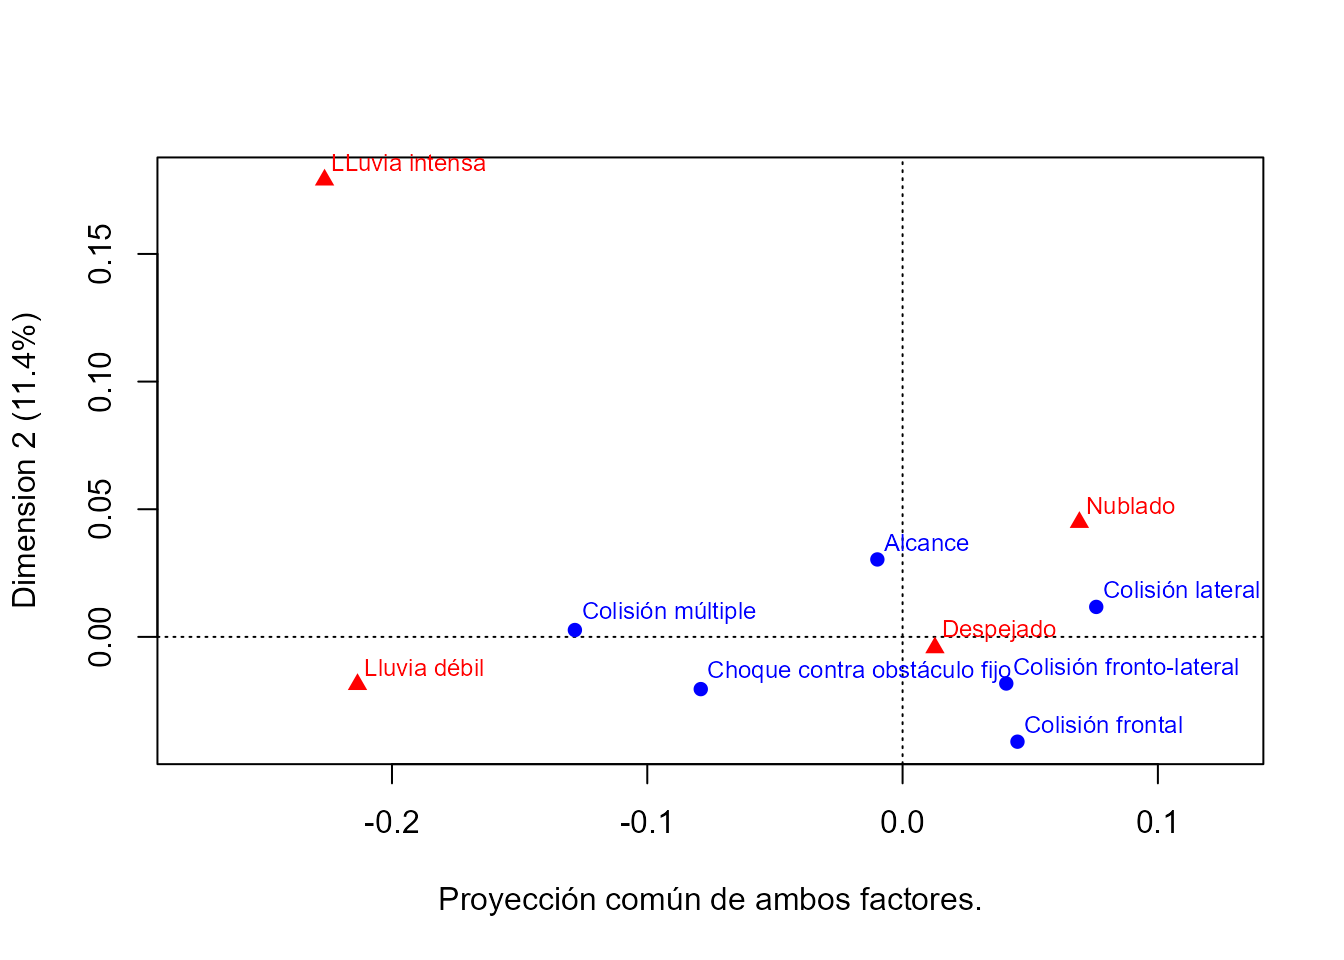 LLuvia intensa
0.15
Dimension 2 (11.4%)
0.10
0.05
Nublado
Alcance
Colisión lateral
Colisión múltiple
Despejado
0.00
Lluvia débil
Choque contra obstáculo fijo
Colisión fronto-lateral
Colisión frontal
-0.2
-0.1
0.0
0.1
Proyección común de ambos factores.